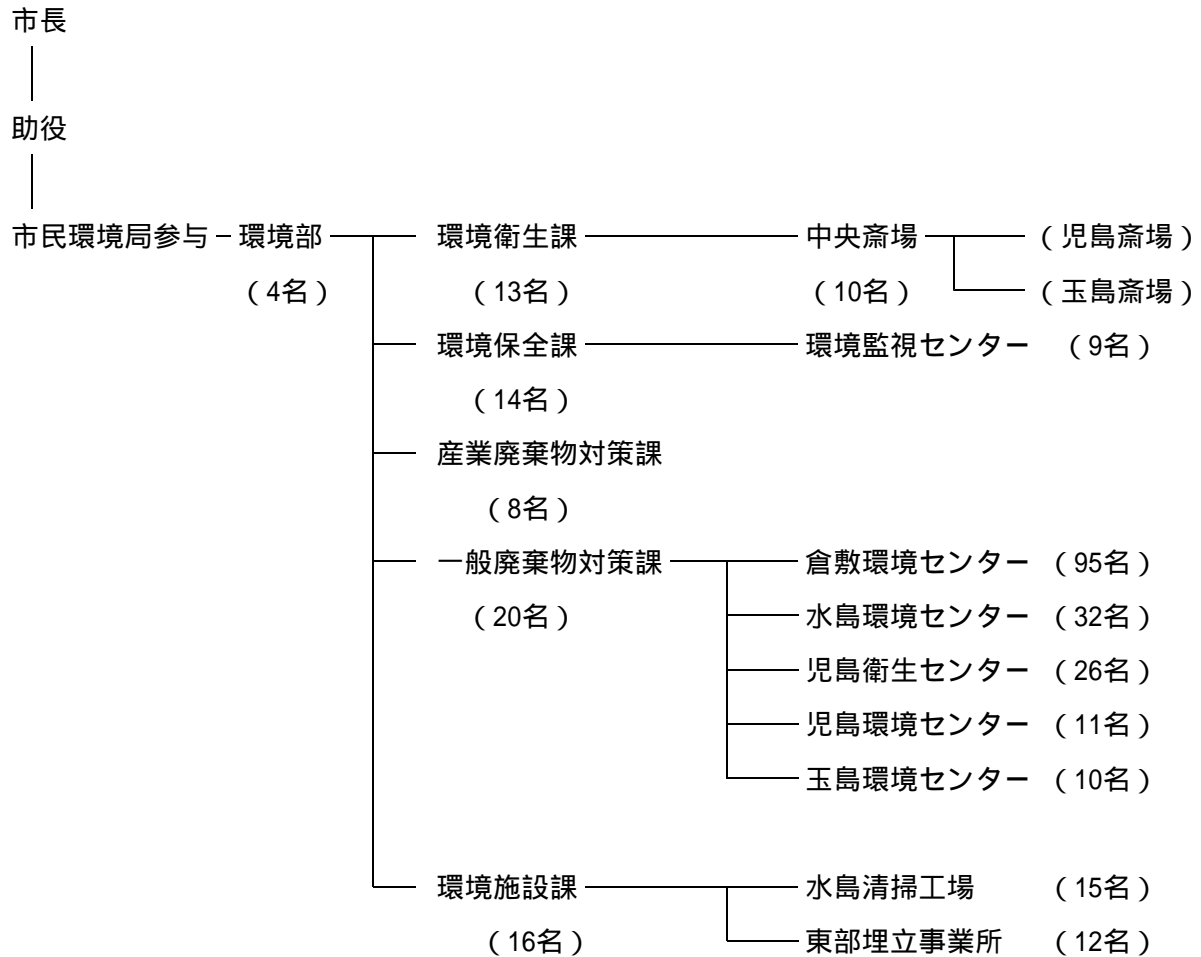 市長
助役
市民環境局参与 環境部 環境衛生課 中央斎場 (児島斎場)
(4名) (13名) (10名) (玉島斎場)
環境保全課 環境監視センター (9名)
(14名)
産業廃棄物対策課
(8名)
一般廃棄物対策課 倉敷環境センター (95名)
(20名) 水島環境センター (32名)
児島衛生センター (26名)
児島環境センター (11名)
玉島環境センター (10名)
環境施設課 水島清掃工場 (15名)
(16名) 東部埋立事業所 (12名)